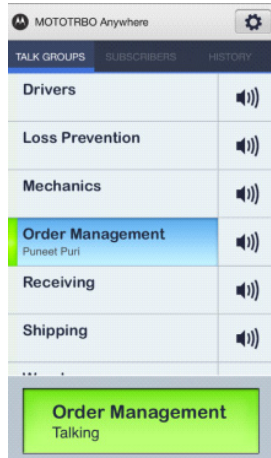 MOTOTRBO Anywhere
TALK GROUPS SUBSCRIBERS HISTORY
Drivers
Loss Prevention
Mechanics
Order Management
Puneet Puri
Receiving
Shipping
Order Management
Talking